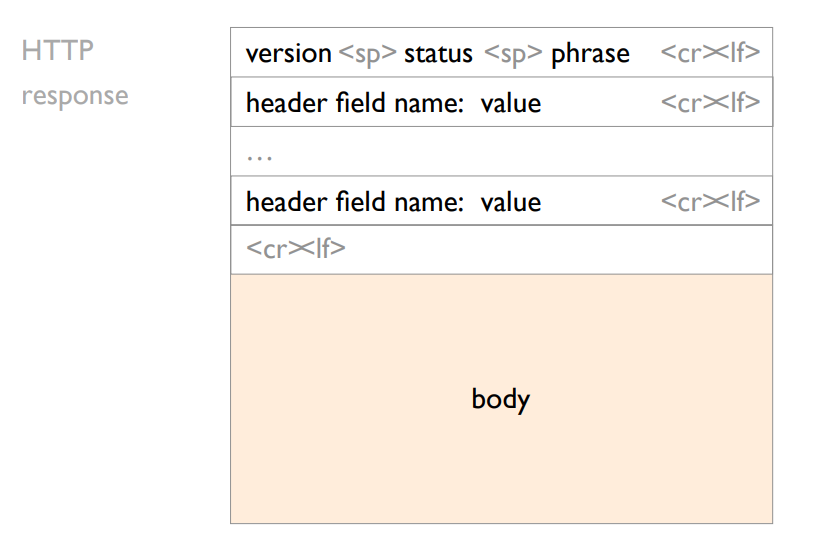 HTTP
response
version <sp> status <sp> phrase <cr><lf>
header field name: value <cr><lf>
...
header field name: value <cr><lf>
<cr><lf>
body